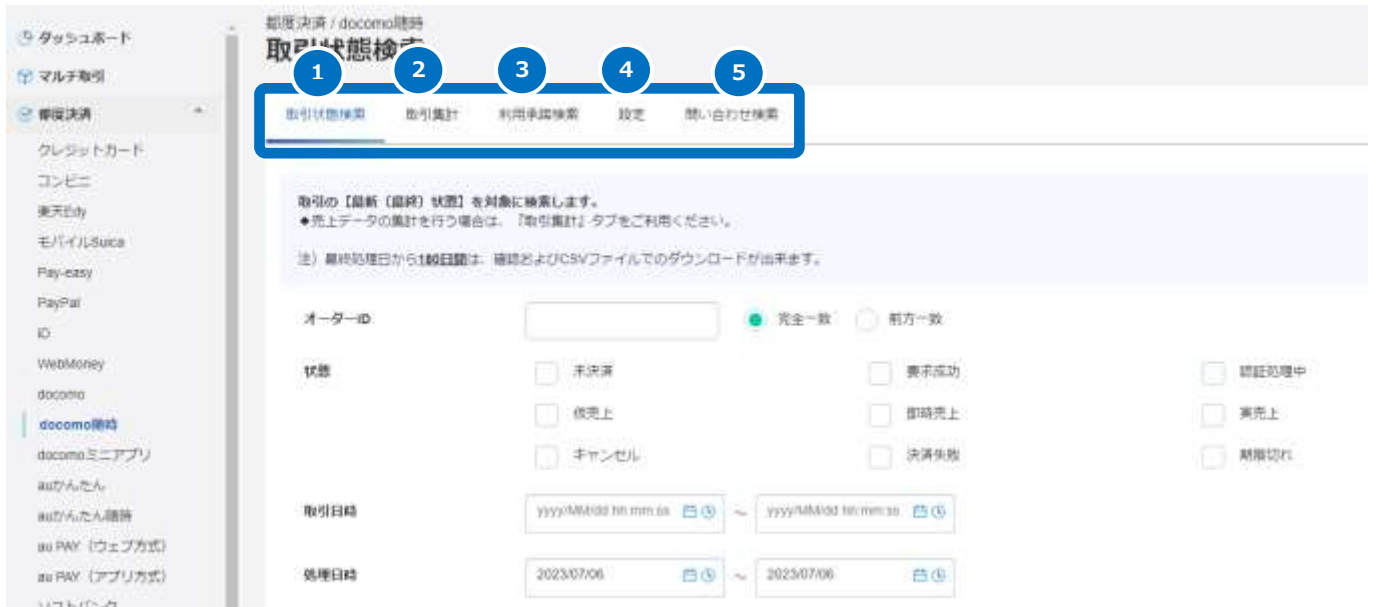 ダッシュボード
マルチ取引
都度決済
クレジットカード
コンビニ
楽天Edy
モバイルSuica
Pay-easy
PayPal
iD
WebMoney
docomo
docomo随時
docomoミニアプリ
auかんたん
auかんたん随時
au PAY（ウェブ方式）
au PAY（アプリ方式）
ソフトバンク
都度決済 / docomo随時
取引状態検索
1 2 3 4 5
取引状態検索 取引集計 利用承諾検索 設定 問い合わせ検索
取引の【最新（最終）状態】を対象に検索します。
◆売上データの集計を行う場合は、『取引集計』タブをご利用ください。
注）最終処理日から180日間は、確認およびCSVファイルでのダウンロードが出来ます。
オーダーID 完全一致 前方一致
状態 未決済 要求成功 認証処理中
仮売上 即時売上 実売上
キャンセル 決済失敗 期限切れ
取引日時 yyyy/MM/dd hh:mm:ss ～ yyyy/MM/dd hh:mm:ss
処理日時 2023/07/06 ～ 2023/07/06